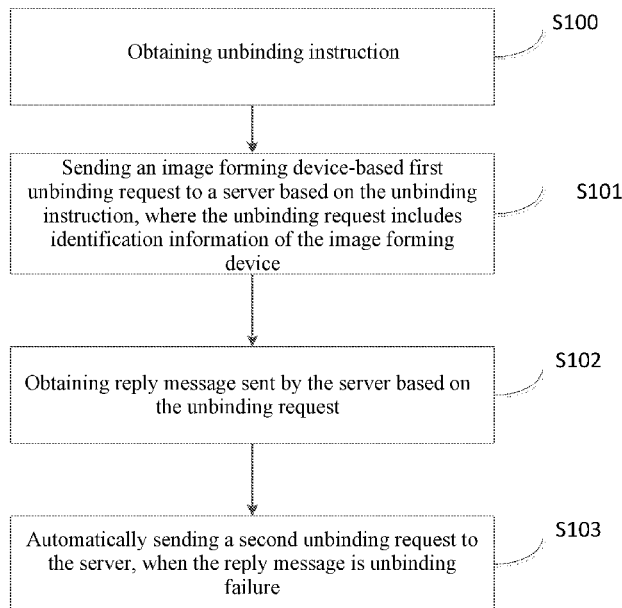 S100
Obtaining unbinding instruction
Sending an image forming device-based first
unbinding request to a server based on the unbinding
instruction, where the unbinding request includes
identification information of the image forming
device
S101
S102
Obtaining reply message sent by the server based on
the unbinding request
S103
Automatically sending a second unbinding request to
the server, when the reply message is unbinding
failure